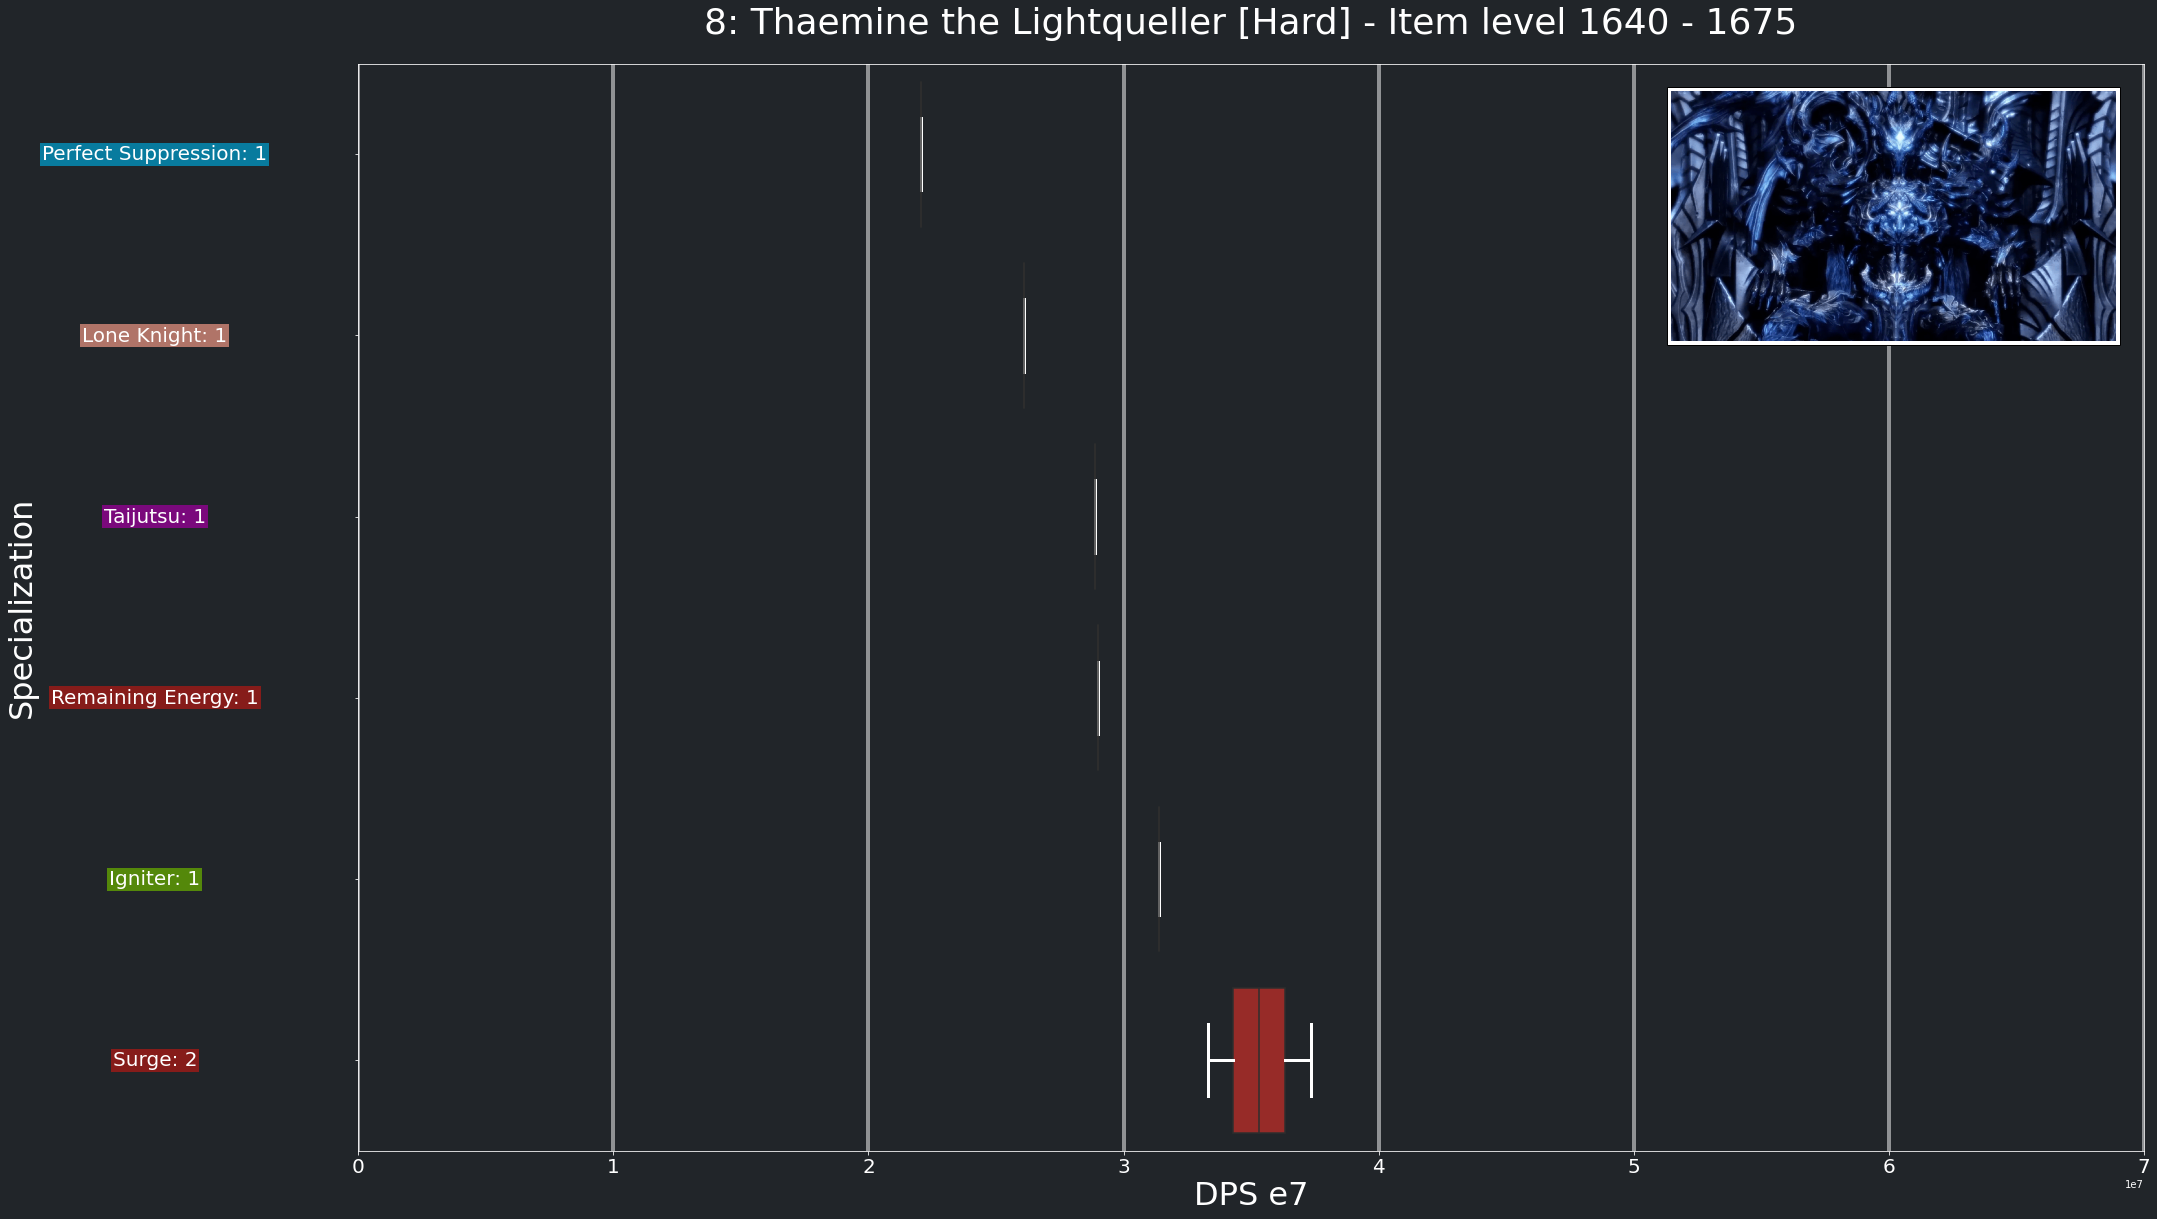 8: Thaemine the Lightqueller [Hard] - Item level 1640 - 1675
Specialization
Perfect Suppression: 1
Lone Knight: 1
Taijutsu: 1
Remaining Energy: 1
Igniter: 1
Surge: 2
0 1 2 3 4 5 6 7
DPS e7
1e7